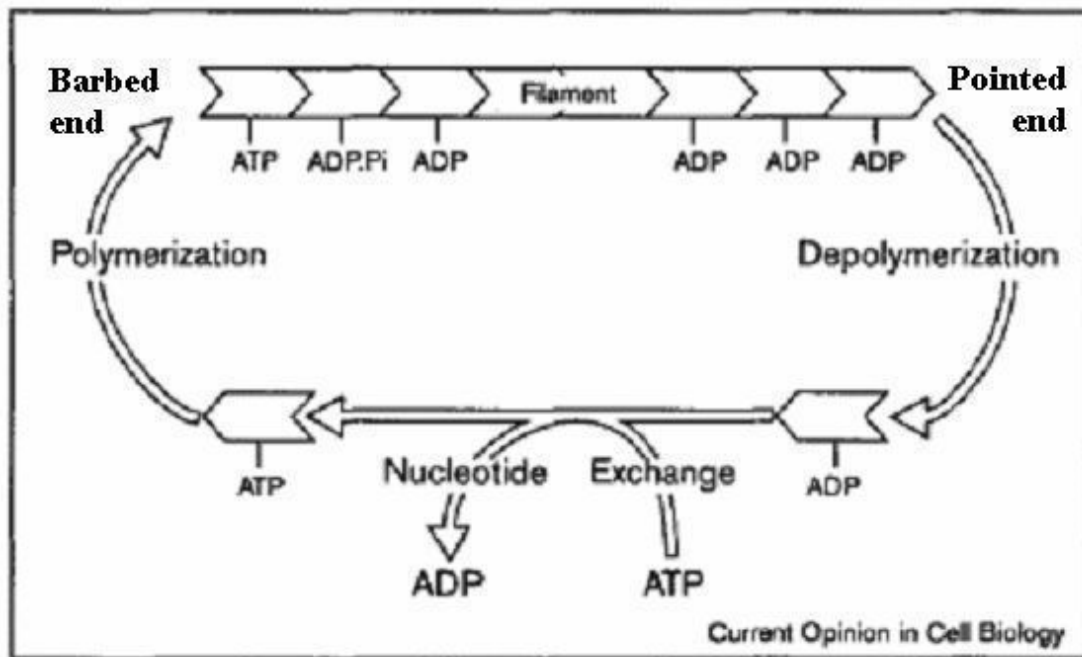 Barbed
end
Filament
Pointed
end
ATP ADP.Pi ADP ADP ADP ADP
Polymerization
Depolymerization
ATP
Nucleotide Exchange
ADP
ADP ATP
Current Opinion in Cell Biology